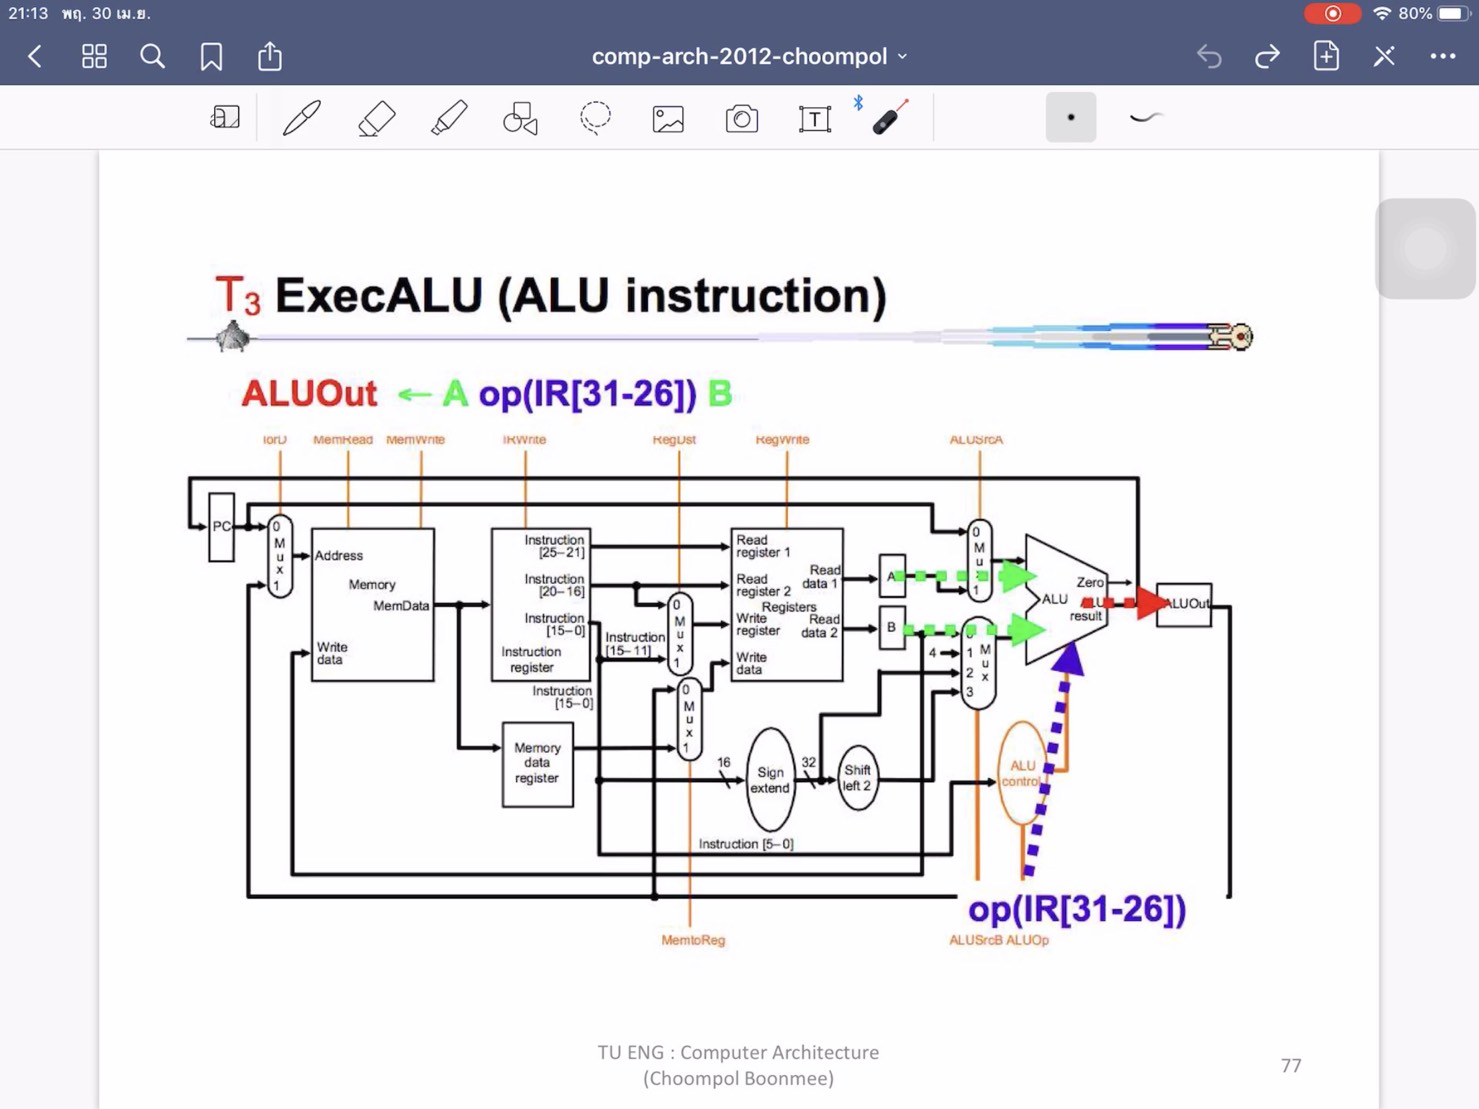 21:13 พฤ. 30 เม.ย.
80%
comp-arch-2012-choompol
T
T3 ExecALU (ALU instruction)
ALUOut ← A op(IR[31-26]) B
IorD MemRead MemWrite IRWrite RegDst RegWrite ALUSrcA
PC
0
M
u
x
1
Address
Memory
MemData
Write
data
Instruction
[25–21]
Instruction
[20–16]
Instruction
[15–0]
Instruction
register
Instruction
[15–11]
Instruction
[15–0]
0
M
u
x
1
0
M
u
x
1
Memory
data
register
Read
register 1
Read
register 2
Registers
Write
register
Write
data
Read
data 1
Read
data 2
A
B
0
M
u
x
1
4
0
1
2
3
M
u
x
Zero
ALU
ALU
result
ALUOut
16
Sign
extend
32
Shift
left 2
ALU
control
Instruction [5–0]
op(IR[31-26])
MemtoReg
ALUSrcB ALUOp
TU ENG : Computer Architecture
(Choompol Boonmee)
77